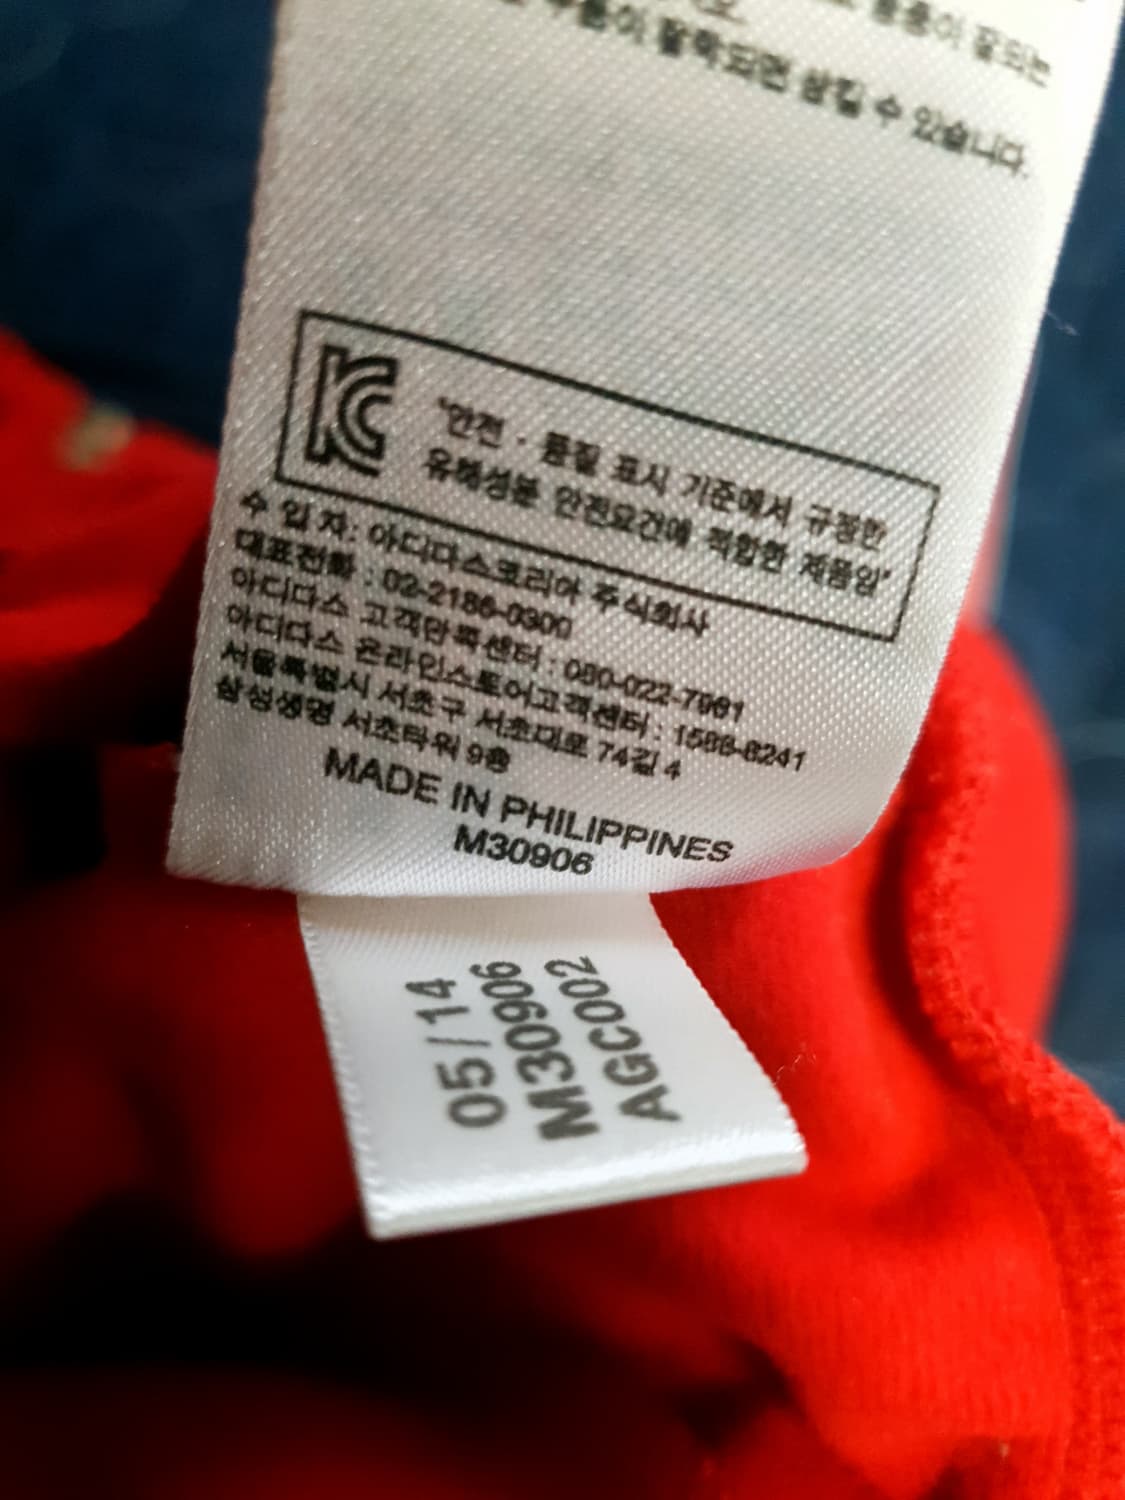 삼킬 수 있습니다.
"안전·품질 표시 기준에서 규정한
유해성분 안전요건에 적합한 제품임"
수 입 자: 아디다스코리아 주식회사
대표전화 : 02-2186-0300
아디다스 고객만족센터 : 080-022-7991
아디다스 온라인스토어고객센터 : 1588-8241
서울특별시 서초구 서초대로 74길 4
삼성생명 서초타워 9층
MADE IN PHILIPPINES
M30906
05/14
M30906
AGC002